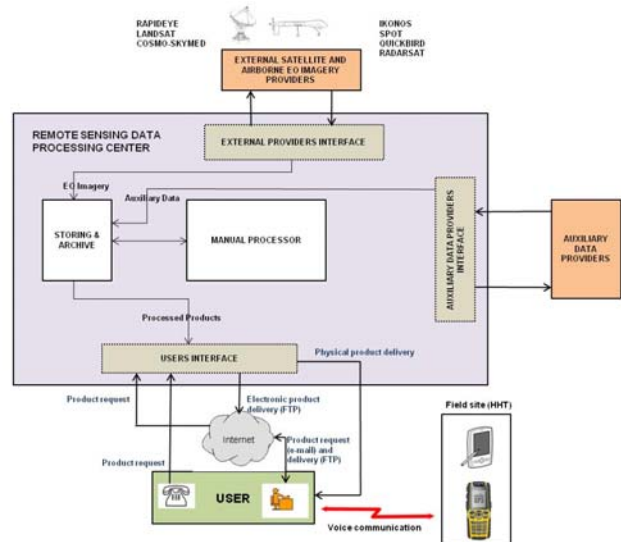 RAPIDEYE
LANDSAT
COSMO-SKYMED
IKONOS
SPOT
QUICKBIRD
RADARSAT
EXTERNAL SATELLITE AND
AIRBORNE EO IMAGERY
PROVIDERS
REMOTE SENSING DATA
PROCESSING CENTER
EXTERNAL PROVIDERS INTERFACE
EO Imagery
Auxiliary Data
STORING &
ARCHIVE
MANUAL PROCESSOR
AUXILIARY DATA PROVIDERS
INTERFACE
AUXILIARY
DATA
PROVIDERS
Processed Products
USERS INTERFACE
Physical product delivery
Product request
Electronic product
delivery (FTP)
Internet
Product request
(e-mail) and
delivery (FTP)
Product request
USER
Voice communication
Field site (HHT)